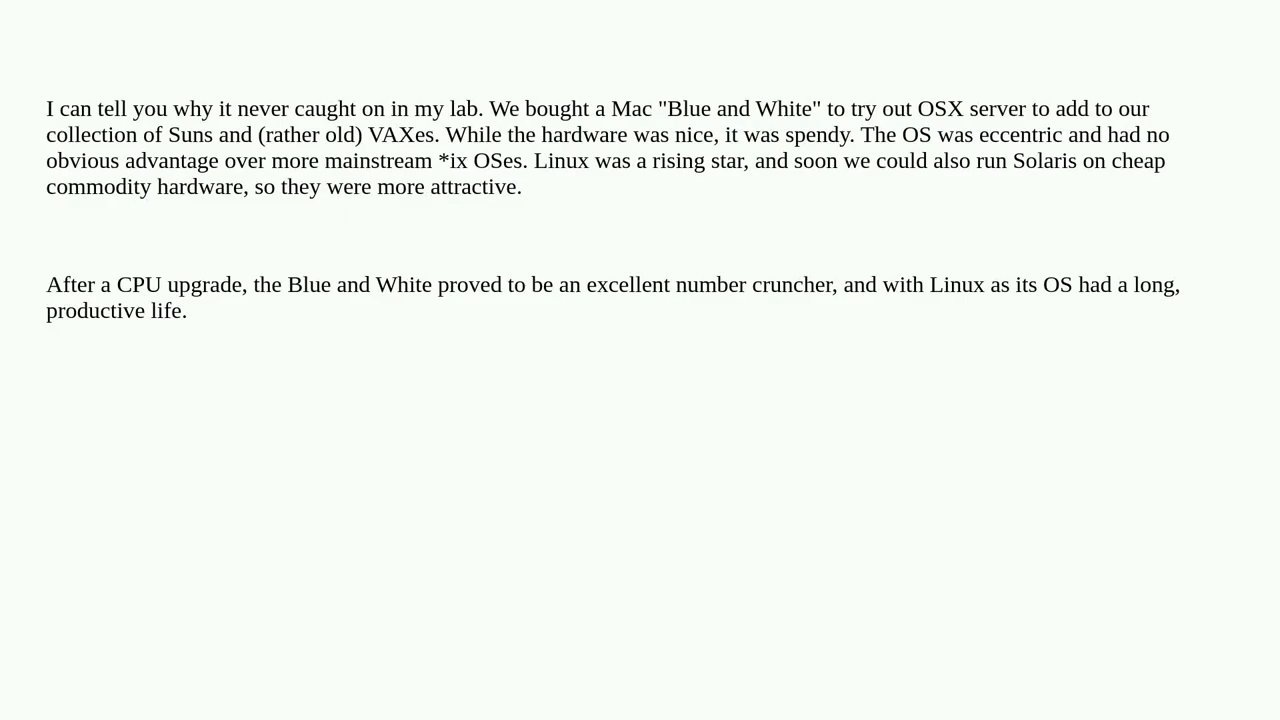 I can tell you why it never caught on in my lab. We bought a Mac "Blue and White" to try out OSX server to add to our
collection of Suns and (rather old) VAXes. While the hardware was nice, it was spendy. The OS was eccentric and had no
obvious advantage over more mainstream *ix OSes. Linux was a rising star, and soon we could also run Solaris on cheap
commodity hardware, so they were more attractive.
After a CPU upgrade, the Blue and White proved to be an excellent number cruncher, and with Linux as its OS had a long,
productive life.